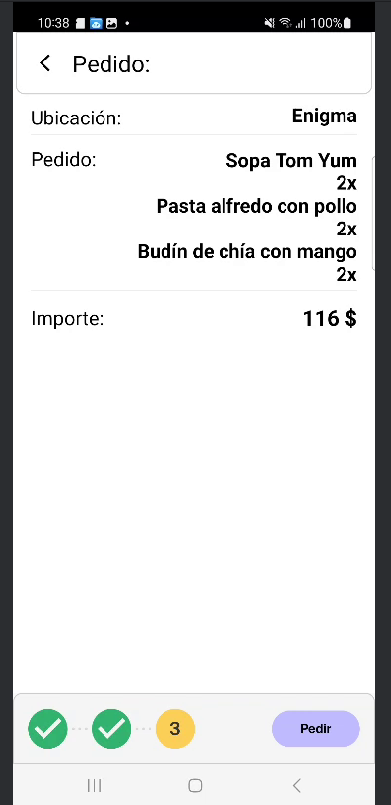 10:38 100%
Pedido:
Ubicación: Enigma
Pedido: Sopa Tom Yum
2x
Pasta alfredo con pollo
2x
Budín de chía con mango
2x
Importe: 116 $
3 Pedir